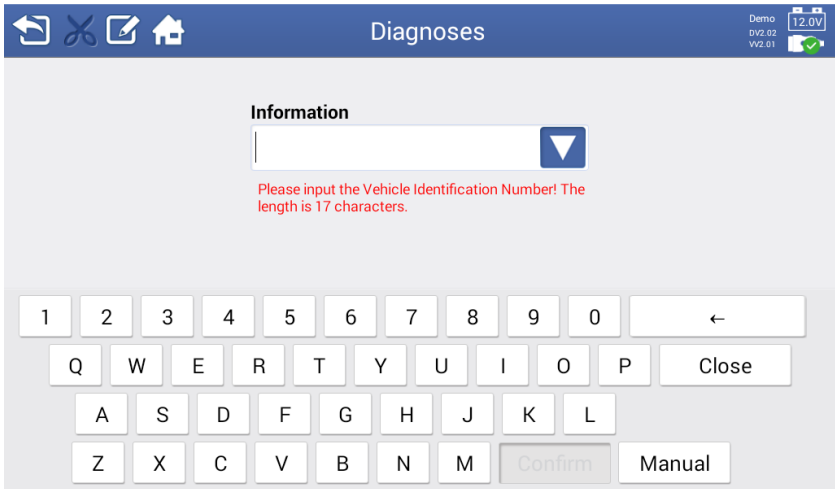 Diagnoses
Demo
DV2.02
VV2.01
12.0V
Information
Please input the Vehicle Identification Number! The
length is 17 characters.
1 2 3 4 5 6 7 8 9 0 ←
Q W E R T Y U I O P Close
A S D F G H J K L
Z X C V B N M Confirm Manual